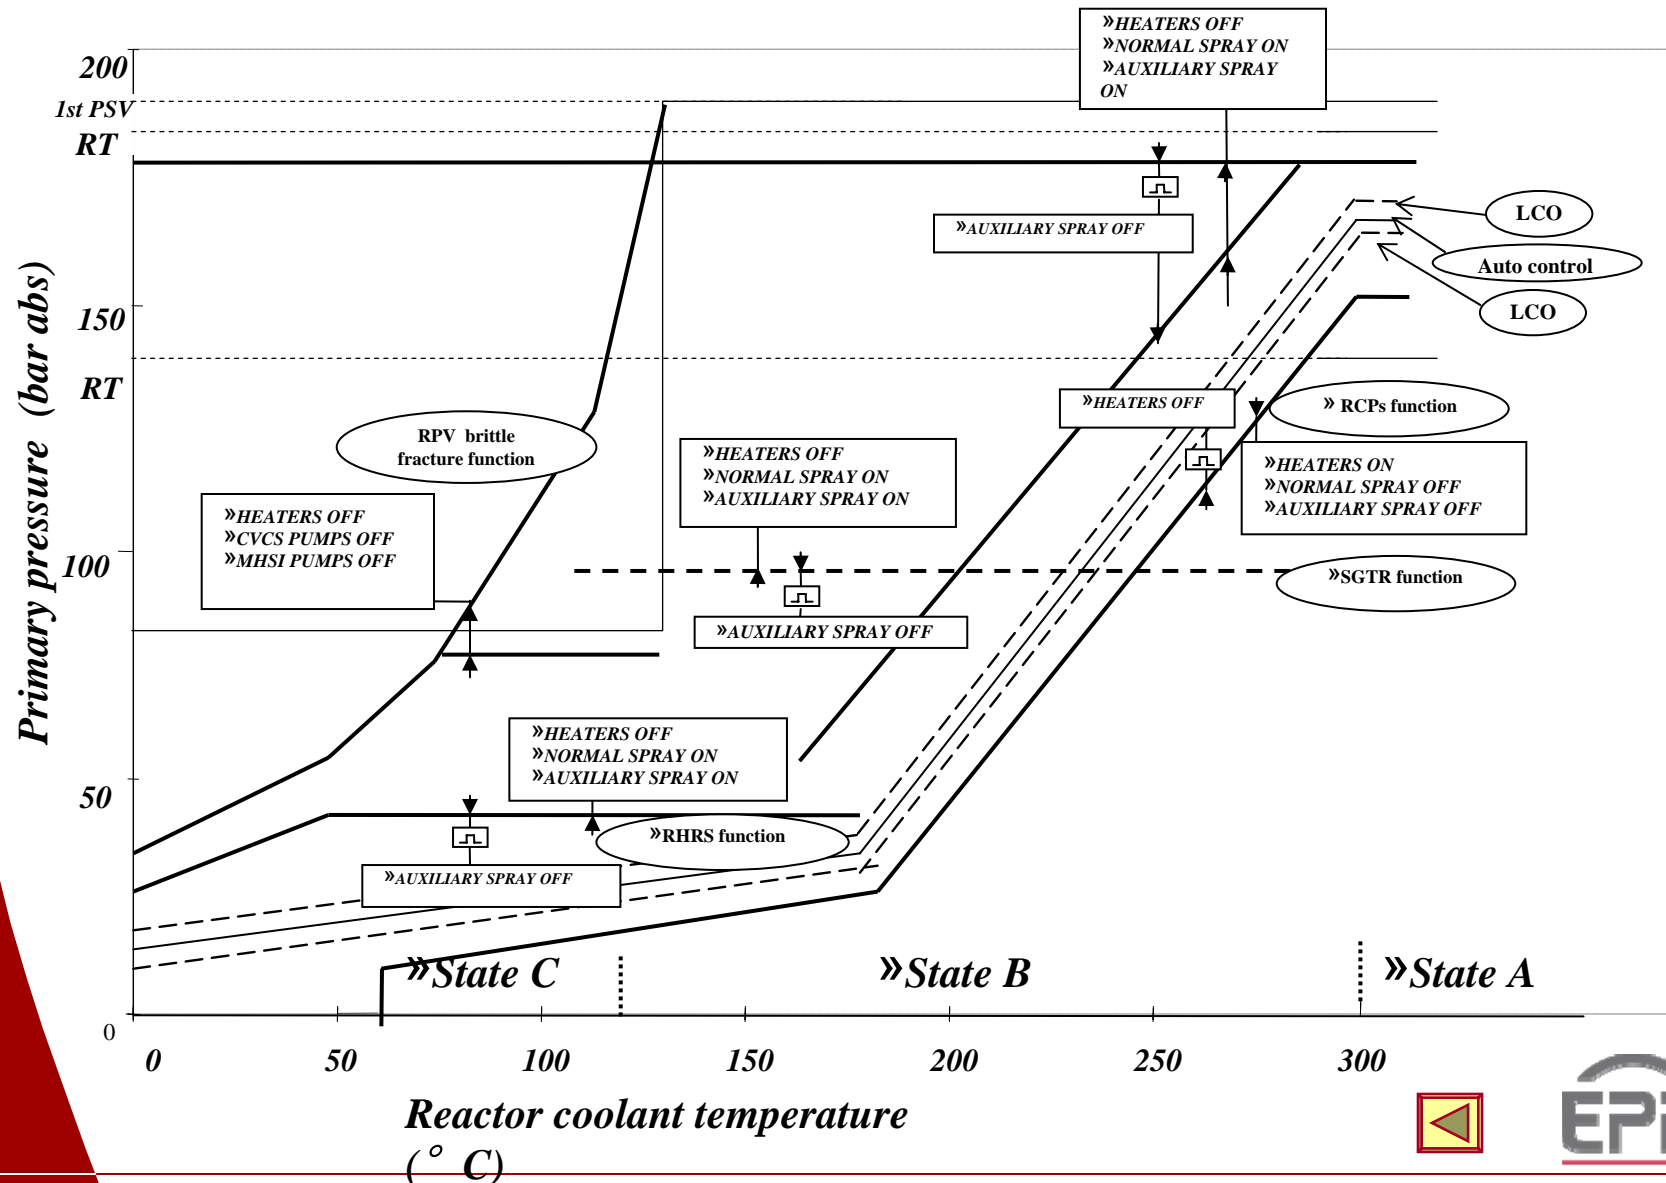 »HEATERS OFF
»NORMAL SPRAY ON
»AUXILIARY SPRAY
ON
200
1st PSV
RT
»AUXILIARY SPRAY OFF
LCO
Auto control
LCO
150
RT
»HEATERS OFF
» RCPs function
RPV brittle
fracture function
»HEATERS OFF
»NORMAL SPRAY ON
»AUXILIARY SPRAY ON
»HEATERS ON
»NORMAL SPRAY OFF
»AUXILIARY SPRAY OFF
»HEATERS OFF
»CVCS PUMPS OFF
»MHSI PUMPS OFF
100
»SGTR function
»AUXILIARY SPRAY OFF
Primary pressure (bar abs)
»HEATERS OFF
»NORMAL SPRAY ON
»AUXILIARY SPRAY ON
50
»RHRS function
»AUXILIARY SPRAY OFF
»State C
»State B
»State A
0
0 50 100 150 200 250 300
Reactor coolant temperature
(° C)